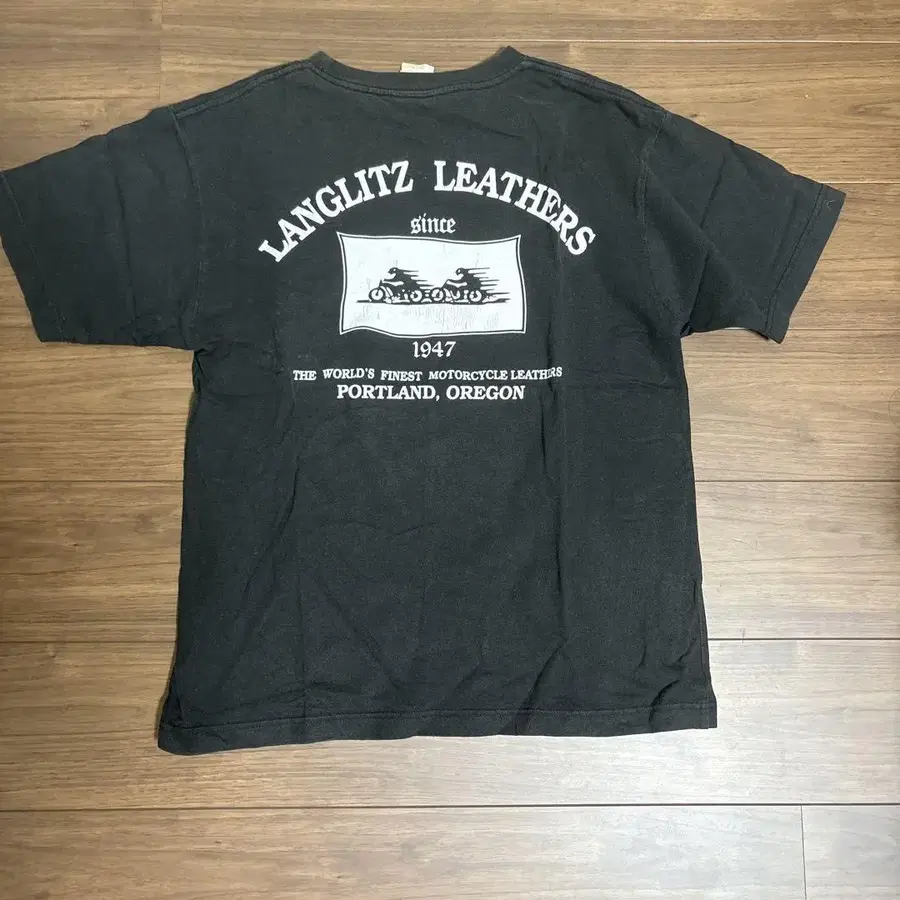 LANGLITZ LEATHERS
since
1947
THE WORLD'S FINEST MOTORCYCLE LEATHERS
PORTLAND, OREGON